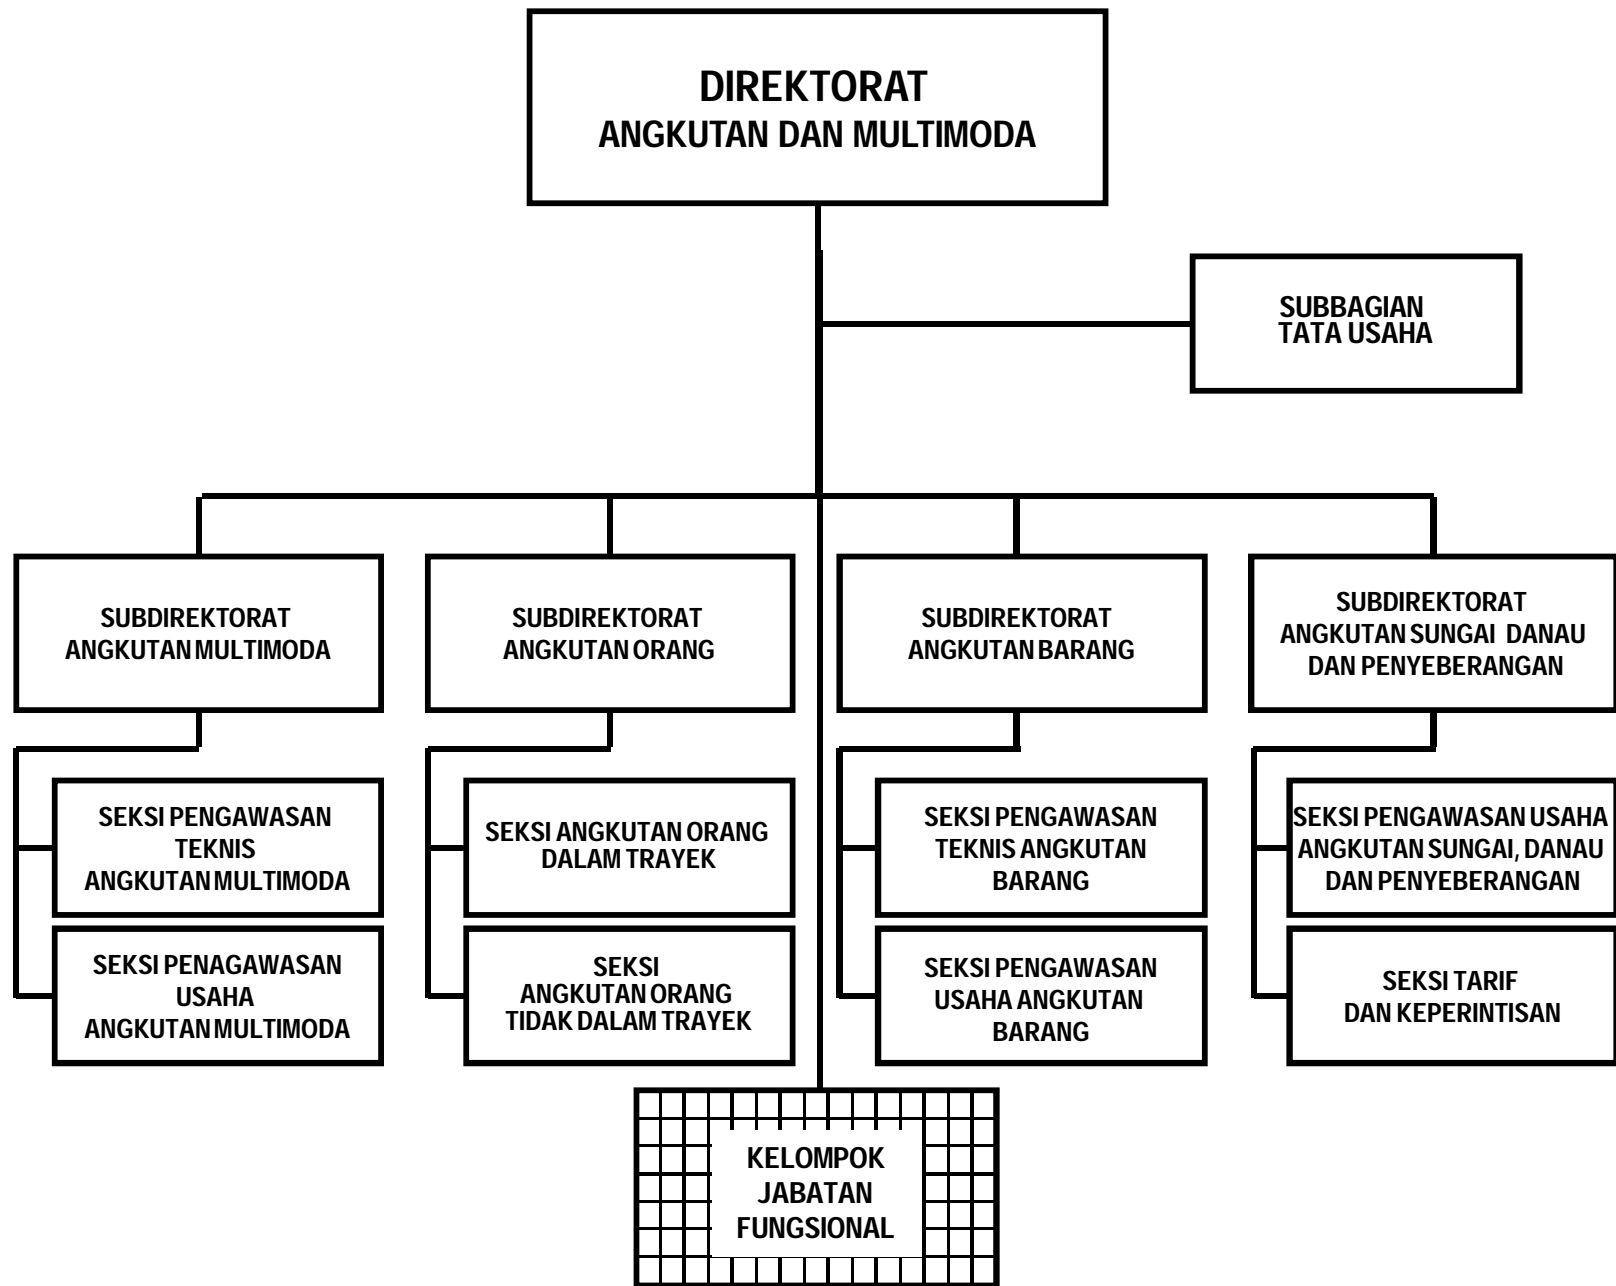 DIREKTORAT
ANGKUTAN DAN MULTIMODA
SUBBAGIAN
TATA USAHA
SUBDIREKTORAT
ANGKUTAN MULTIMODA
SUBDIREKTORAT
ANGKUTAN ORANG
SUBDIREKTORAT
ANGKUTAN BARANG
SUBDIREKTORAT
ANGKUTAN SUNGAI DANAU
DAN PENYEBERANGAN
SEKSI PENGAWASAN
TEKNIS
ANGKUTAN MULTIMODA
SEKSI ANGKUTAN ORANG
DALAM TRAYEK
SEKSI PENGAWASAN
TEKNIS ANGKUTAN
BARANG
SEKSI PENGAWASAN USAHA
ANGKUTAN SUNGAI, DANAU
DAN PENYEBERANGAN
SEKSI PENAGAWASAN
USAHA
ANGKUTAN MULTIMODA
SEKSI
ANGKUTAN ORANG
TIDAK DALAM TRAYEK
SEKSI PENGAWASAN
USAHA ANGKUTAN
BARANG
SEKSI TARIF
DAN KEPERINTISAN
KELOMPOK
JABATAN
FUNGSIONAL